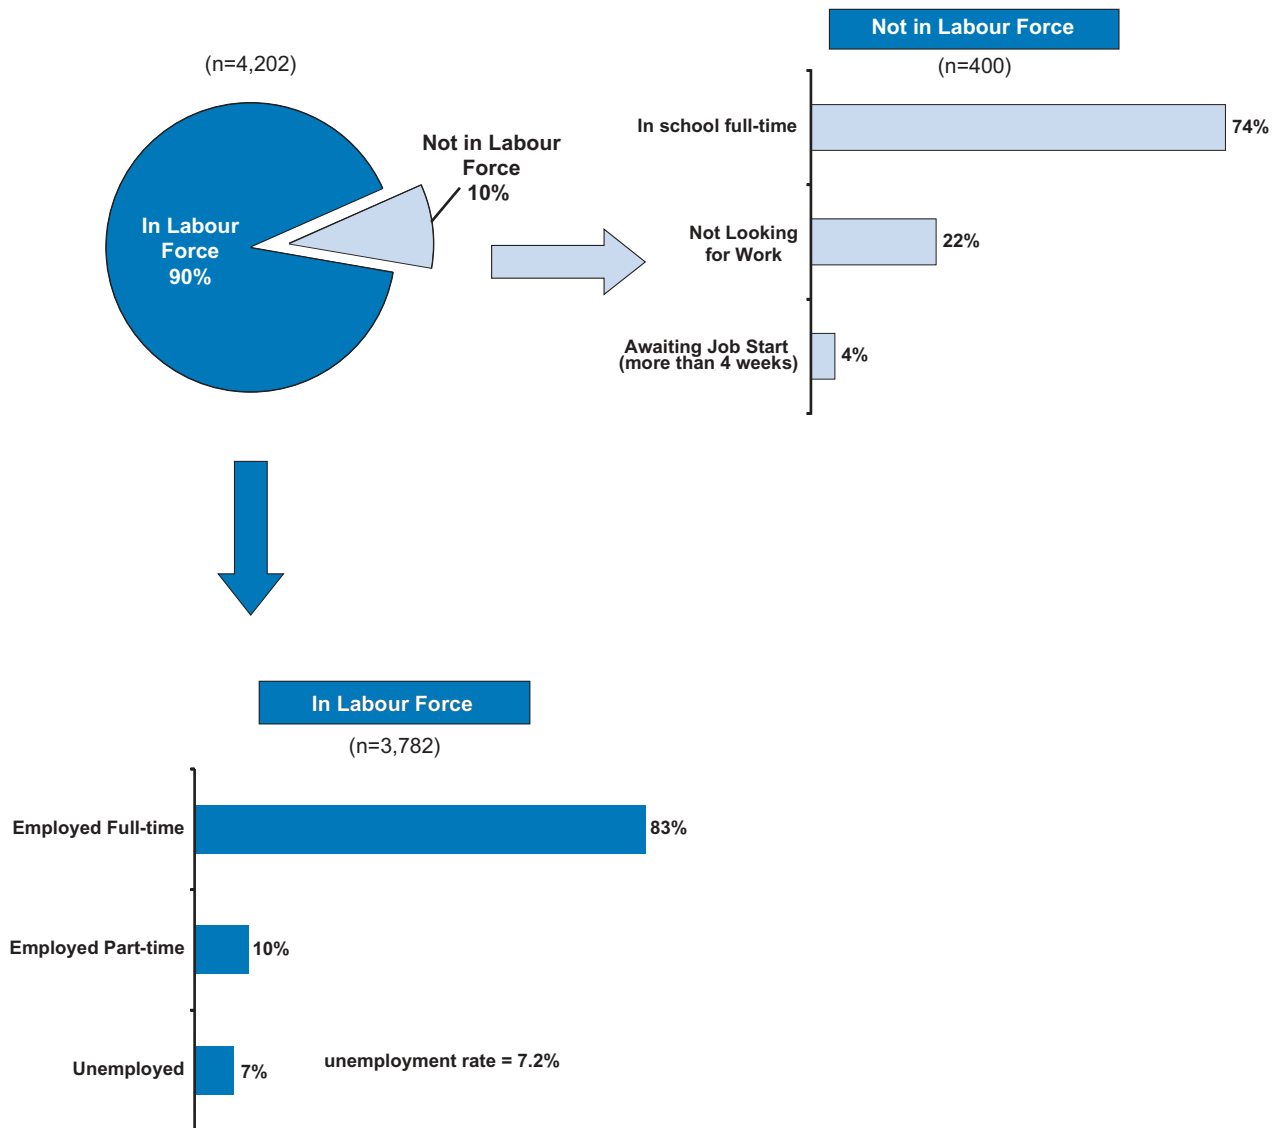 (n=4,202)
In Labour
Force
90%
Not in Labour
Force
10%
Not in Labour Force
(n=400)
In school full-time
74%
Not Looking
for Work
22%
Awaiting Job Start
(more than 4 weeks)
4%
In Labour Force
(n=3,782)
Employed Full-time
83%
Employed Part-time
10%
Unemployed
7%
unemployment rate = 7.2%